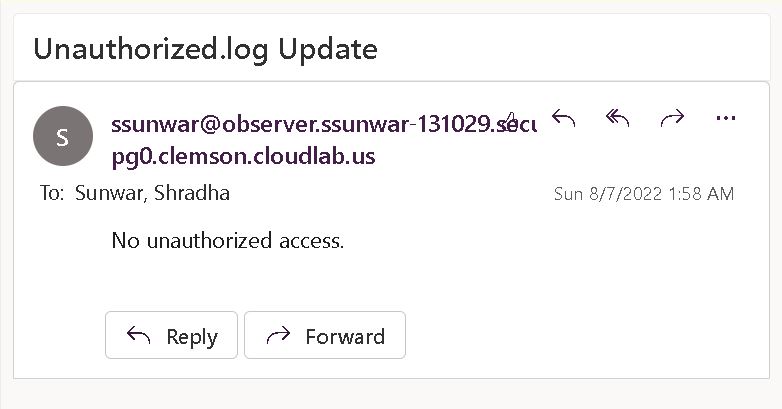 Unauthorized.log Update
S
ssunwar@observer.ssunwar-131029.secu
pg0.clemson.cloudlab.us
To: Sunwar, Shradha
Sun 8/7/2022 1:58 AM
No unauthorized access.
Reply
Forward